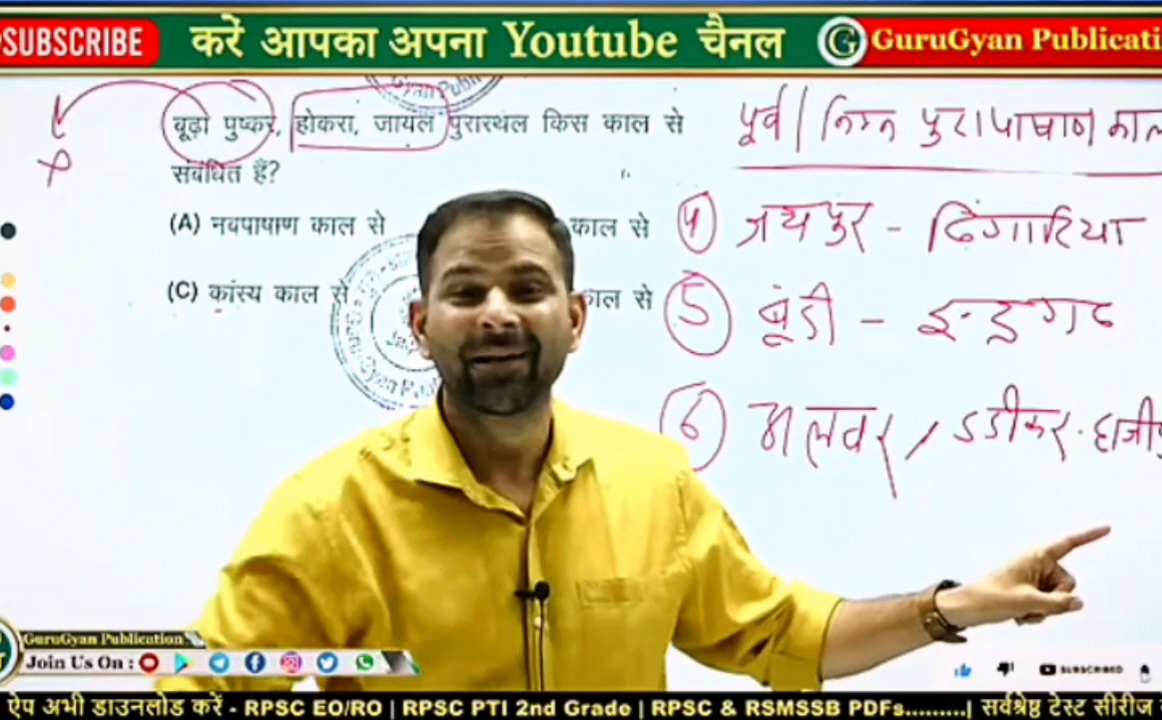 SUBSCRIBE करें आपका अपना Youtube चैनल G GuruGyan Publicati
बूढ़ा पुष्कर, होकरा, जायल पुरास्थल किस काल से
संबंधित हैं?
(A) नवपाषाण काल से
काल से
(C) कांस्य काल से
काल से
पूर्व / निम्न पुरापाषाण काल
④ जयपुर - ढिगारिया
⑤ बूंदी - इन्द्रगढ
⑥ अलवर / डडीकर. हाजी
GuruGyan Publication
Join Us On :
SUBSCRIBED
ऐप अभी डाउनलोड करें - RPSC EO/RO | RPSC PTI 2nd Grade | RPSC & RSMSSB PDFs.........| सर्वश्रेष्ठ टेस्ट सीरीज